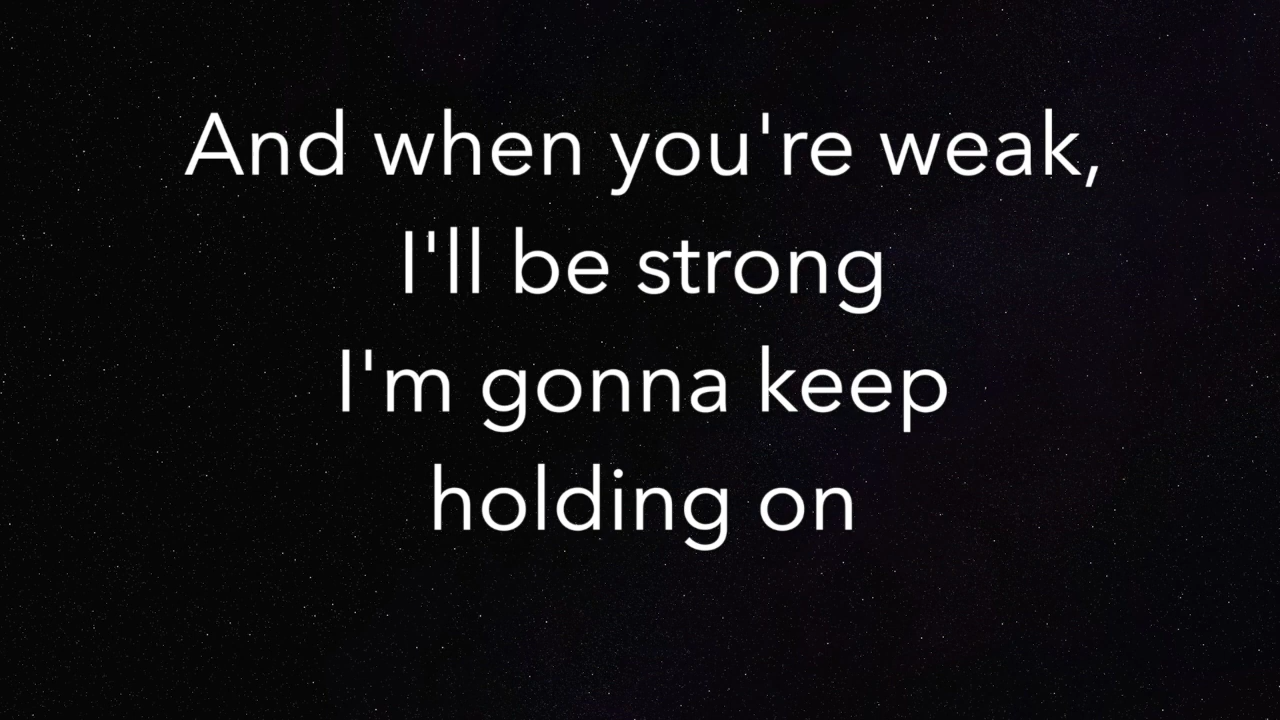 And when you're weak,
I'll be strong
I'm gonna keep
holding on